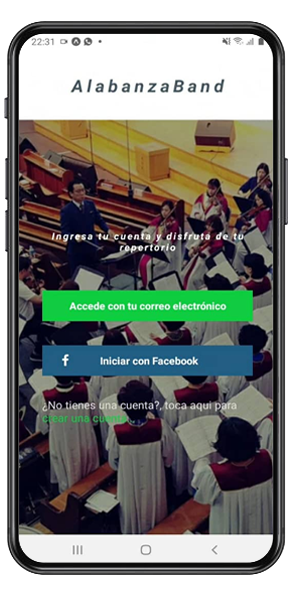 22:31
AlabanzaBand
Ingresa tu cuenta y disfruta de tu
repertorio
Accede con tu correo electrónico
f Iniciar con Facebook
¿No tienes una cuenta?, toca aquí para
crear una cuenta